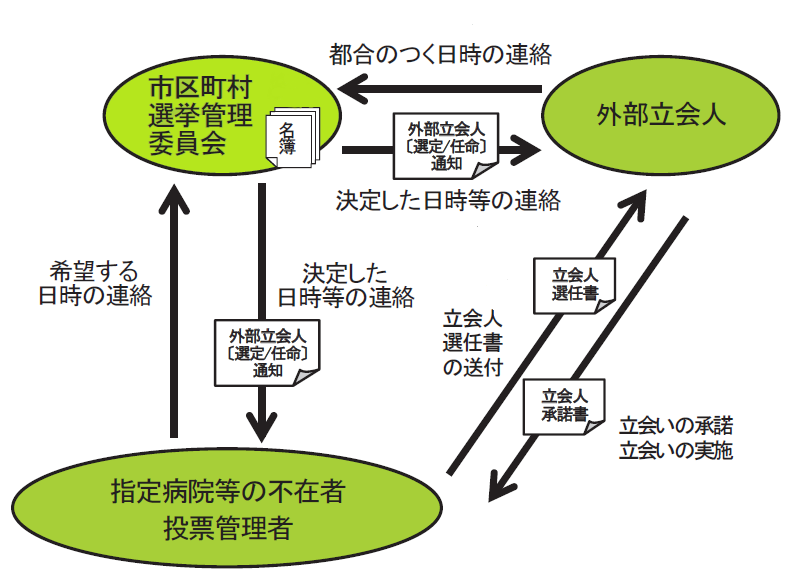 都合のつく日時の連絡
市区町村
選挙管理
委員会
名
簿
外部立会人
〔選定/任命〕
通知
外部立会人
決定した日時等の連絡
希望する
日時の連絡
決定した
日時等の連絡
外部立会人
〔選定/任命〕
通知
立会人
選任書
立会人
選任書
の送付
立会人
承諾書
立会いの承諾
立会いの実施
指定病院等の不在者
投票管理者